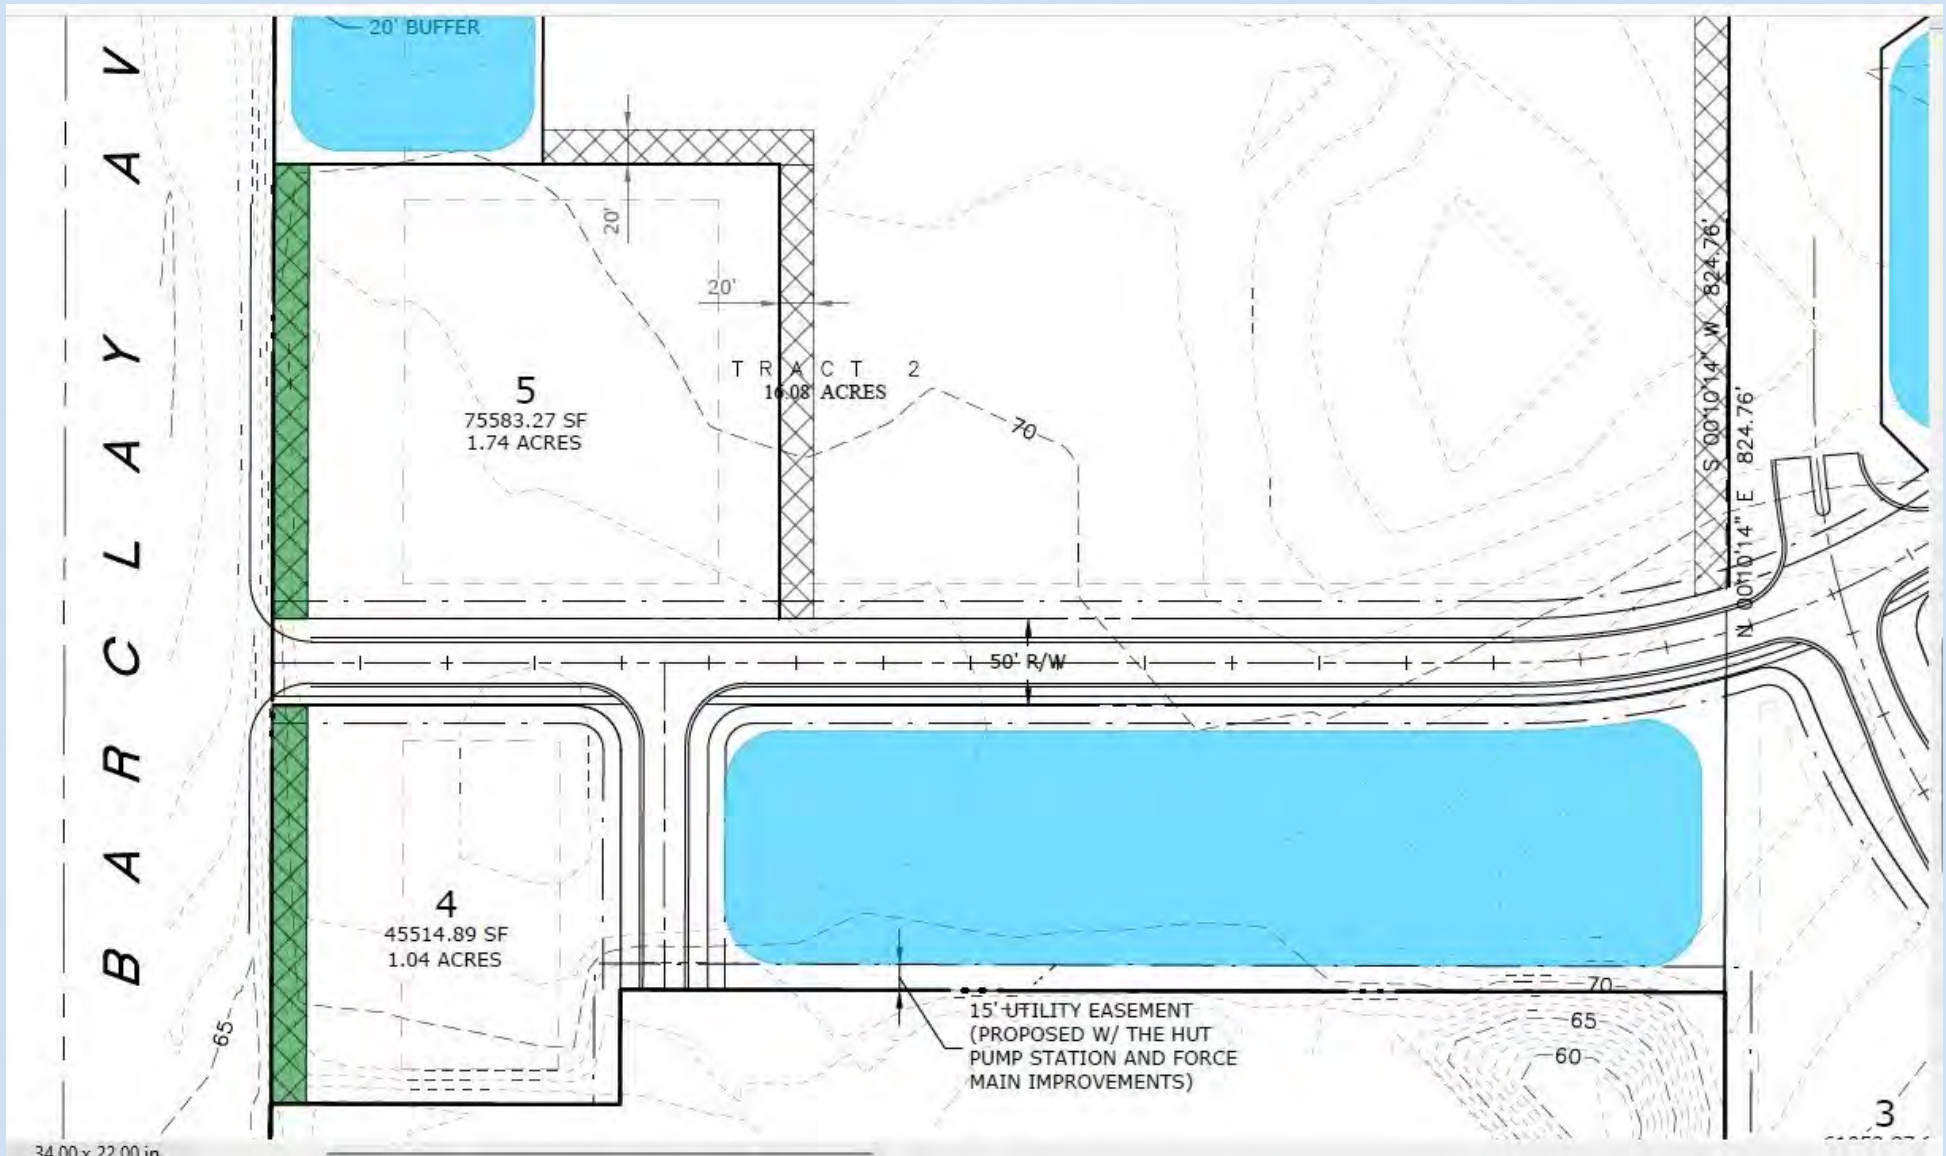 20' BUFFER
BARCLAY AV
20'
20'
TRACT 2
16.08 ACRES
5
75583.27 SF
1.74 ACRES
70
S 00°10'14" W 824.76'
N 00°10'14" E 824.76'
50' R/W
4
45514.89 SF
1.04 ACRES
15' UTILITY EASEMENT
(PROPOSED W/ THE HUT
PUMP STATION AND FORCE
MAIN IMPROVEMENTS)
70
65
60
65
3
34.00 x 22.00 in